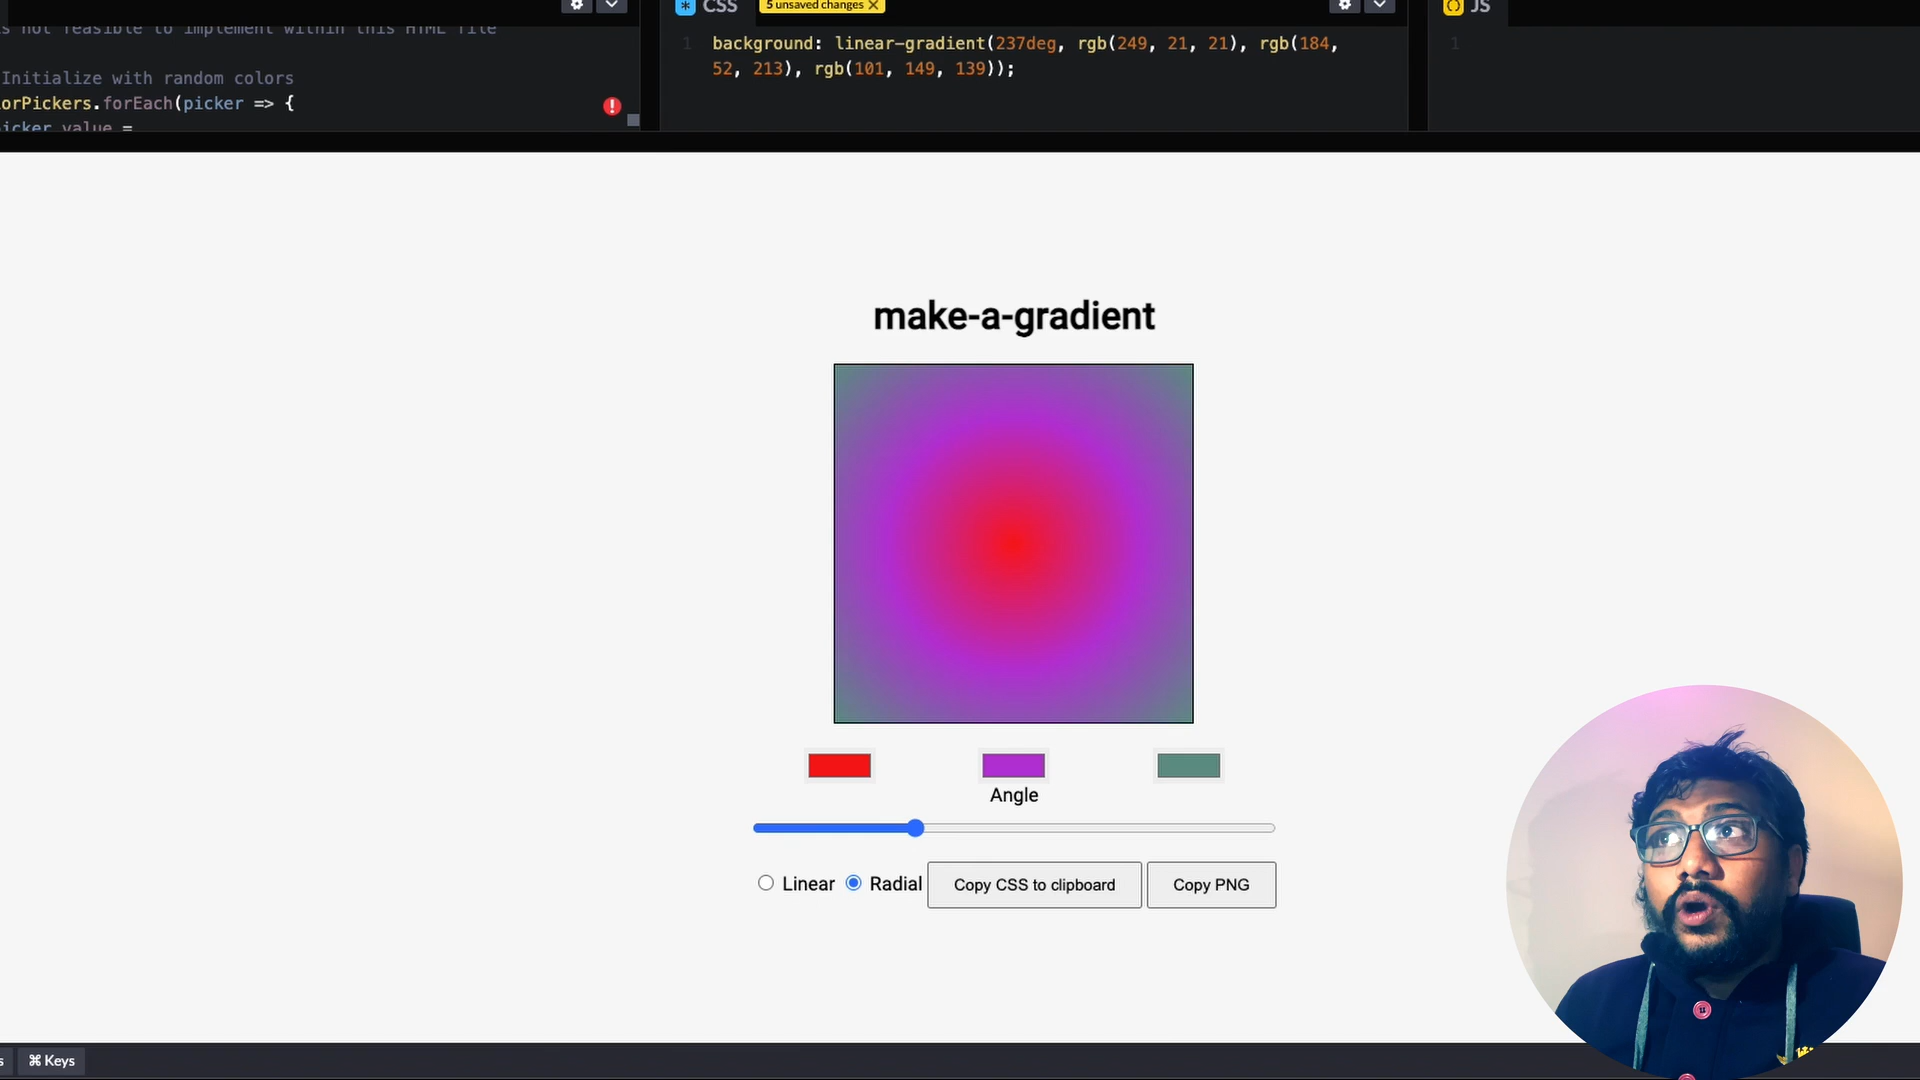 s not feasible to implement within this HTML file
Initialize with random colors
orPickers.forEach(picker => {
picker value =
CSS
5 unsaved changes
1
background: linear-gradient(237deg, rgb(249, 21, 21), rgb(184,
52, 213), rgb(101, 149, 139));
JS
1
make-a-gradient
Angle
Linear
Radial
Copy CSS to clipboard
Copy PNG
s
⌘ Keys